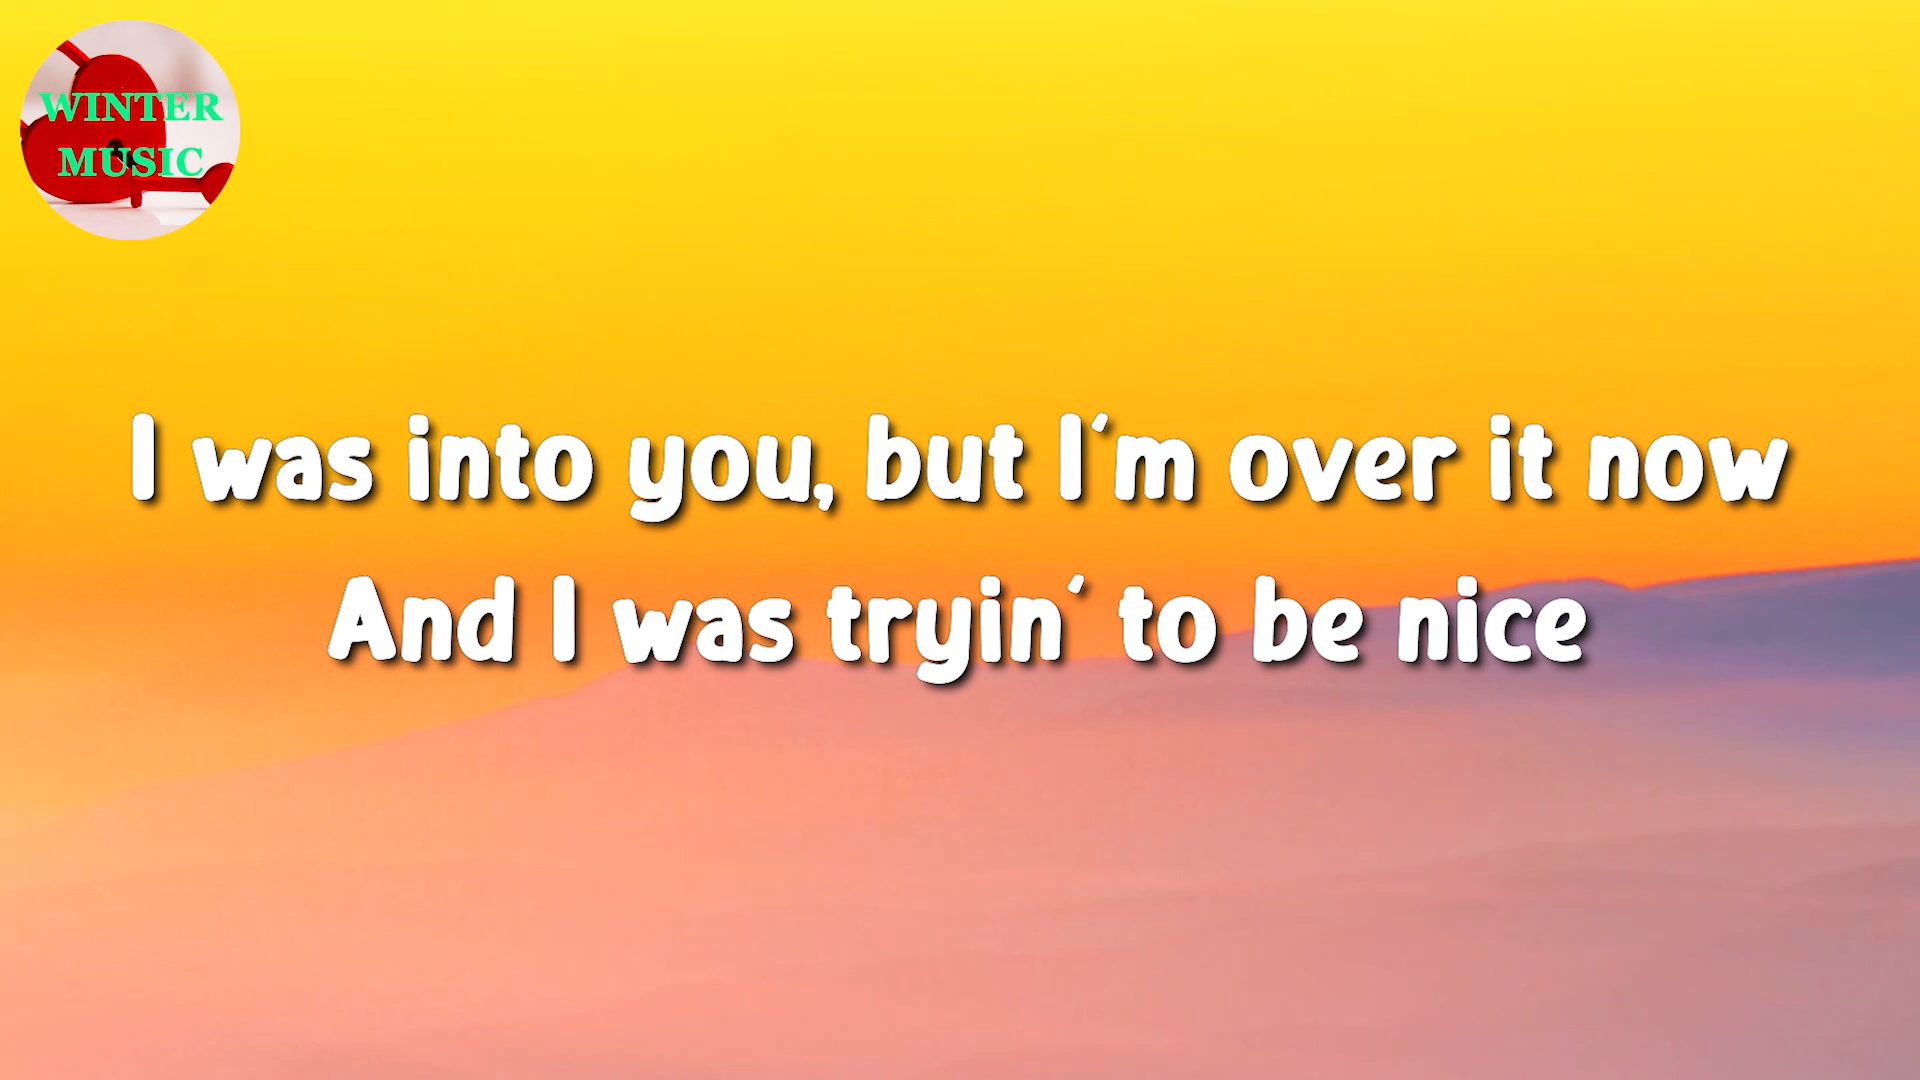 WINTER
MUSIC
I was into you, but I'm over it now
And I was tryin' to be nice